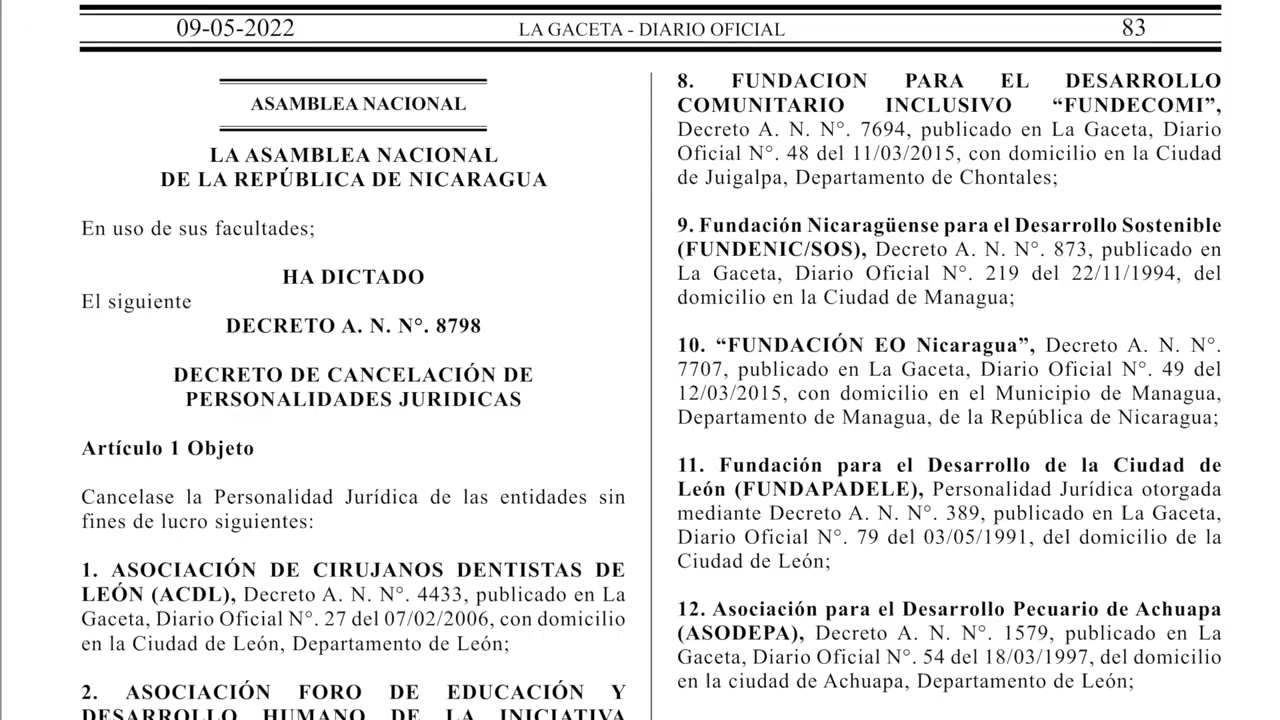 09-05-2022 LA GACETA - DIARIO OFICIAL 83
ASAMBLEA NACIONAL
LA ASAMBLEA NACIONAL
DE LA REPÚBLICA DE NICARAGUA
En uso de sus facultades;
HA DICTADO
El siguiente
DECRETO A. N. N°. 8798
DECRETO DE CANCELACIÓN DE
PERSONALIDADES JURIDICAS
Artículo 1 Objeto
Cancelase la Personalidad Jurídica de las entidades sin
fines de lucro siguientes:
1. ASOCIACIÓN DE CIRUJANOS DENTISTAS DE
LEÓN (ACDL), Decreto A. N. N°. 4433, publicado en La
Gaceta, Diario Oficial N°. 27 del 07/02/2006, con domicilio
en la Ciudad de León, Departamento de León;
2. ASOCIACIÓN FORO DE EDUCACIÓN Y
DESARROLLO HUMANO DE LA INICIATIVA
8. FUNDACION PARA EL DESARROLLO
COMUNITARIO INCLUSIVO “FUNDECOMI”,
Decreto A. N. N°. 7694, publicado en La Gaceta, Diario
Oficial N°. 48 del 11/03/2015, con domicilio en la Ciudad
de Juigalpa, Departamento de Chontales;
9. Fundación Nicaragüense para el Desarrollo Sostenible
(FUNDENIC/SOS), Decreto A. N. N°. 873, publicado en
La Gaceta, Diario Oficial N°. 219 del 22/11/1994, del
domicilio en la Ciudad de Managua;
10. “FUNDACIÓN EO Nicaragua”, Decreto A. N. N°.
7707, publicado en La Gaceta, Diario Oficial N°. 49 del
12/03/2015, con domicilio en el Municipio de Managua,
Departamento de Managua, de la República de Nicaragua;
11. Fundación para el Desarrollo de la Ciudad de
León (FUNDAPADELE), Personalidad Jurídica otorgada
mediante Decreto A. N. N°. 389, publicado en La Gaceta,
Diario Oficial N°. 79 del 03/05/1991, del domicilio de la
Ciudad de León;
12. Asociación para el Desarrollo Pecuario de Achuapa
(ASODEPA), Decreto A. N. N°. 1579, publicado en La
Gaceta, Diario Oficial N°. 54 del 18/03/1997, del domicilio
en la ciudad de Achuapa, Departamento de León;